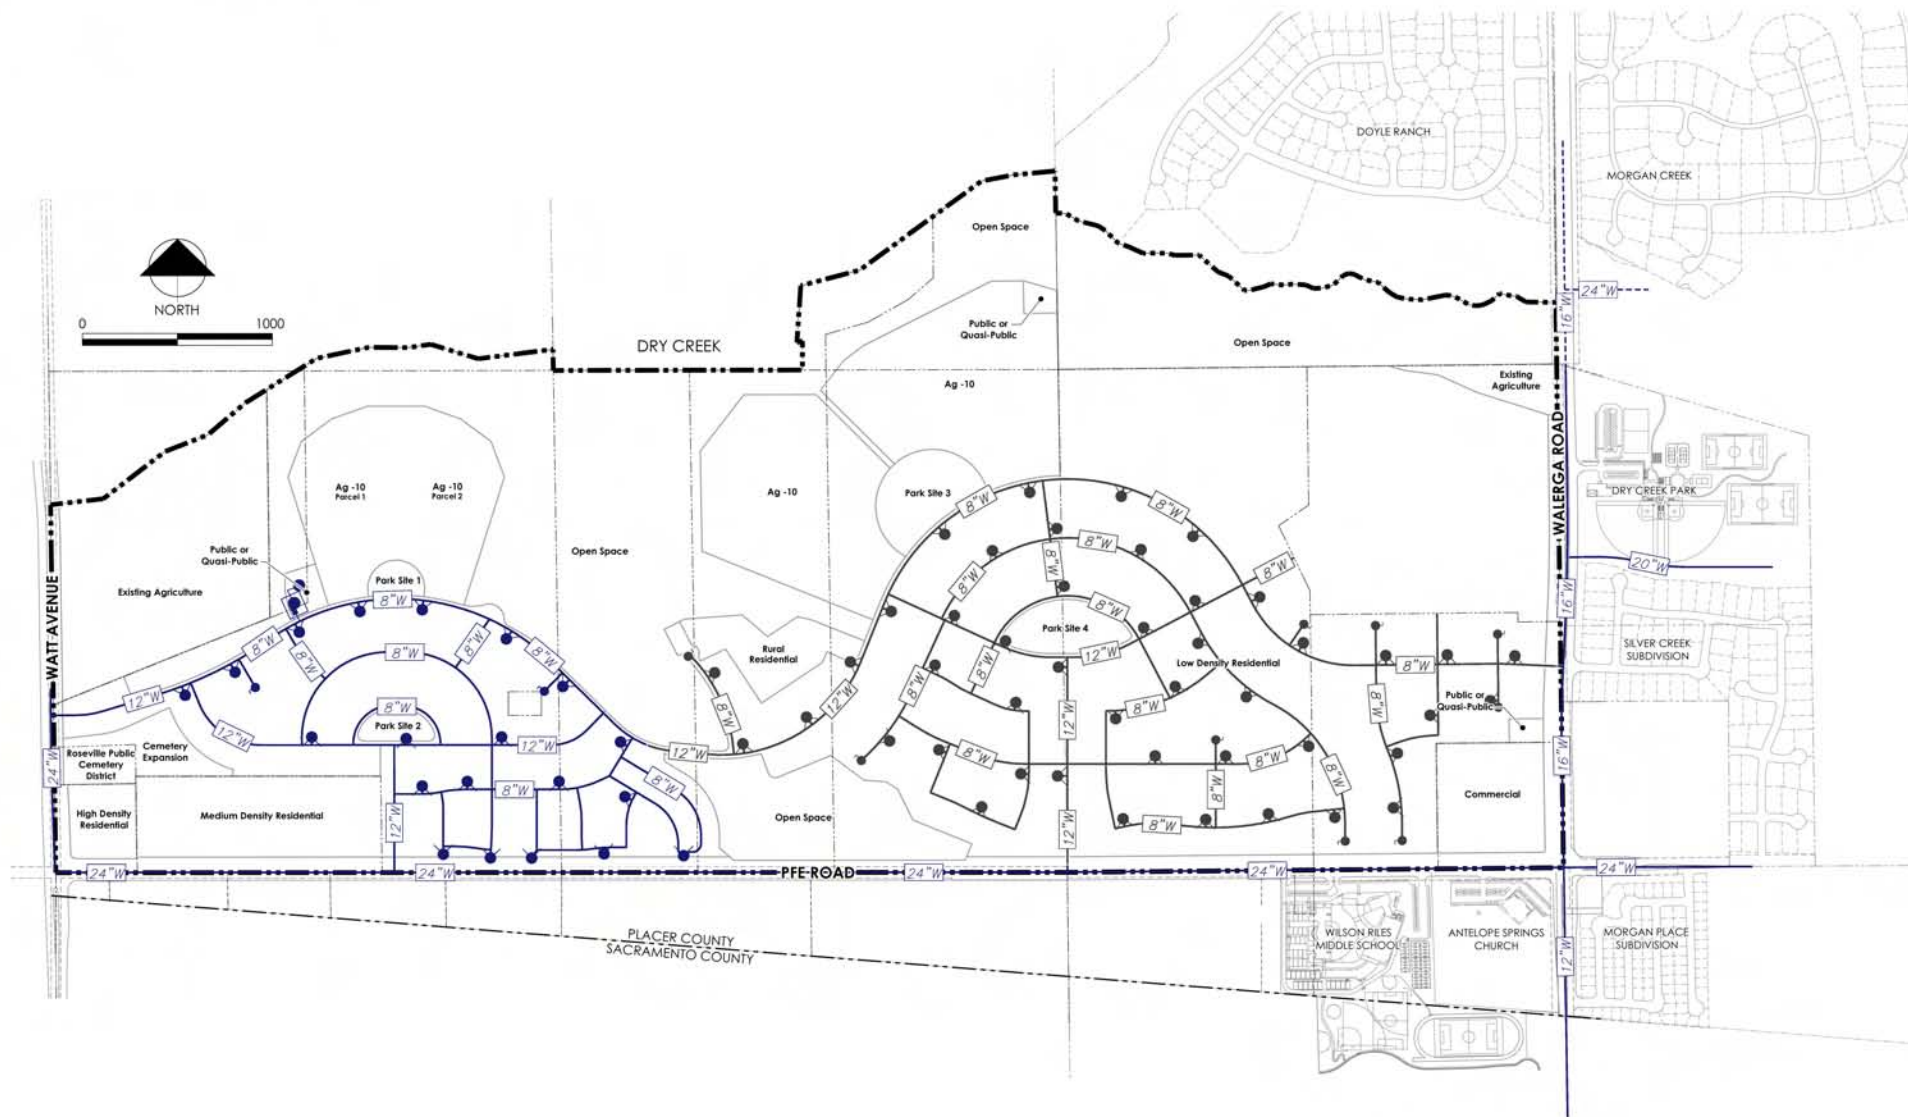 DOYLE RANCH
MORGAN CREEK
Open Space
24"W
16"W
NORTH
0 1000
Public or
Quasi-Public
DRY CREEK
Open Space
Ag -10
Existing
Agriculture
WALERGA ROAD
Ag -10
Parcel 1
Ag -10
Parcel 2
Ag -10
Park Site 3
8"W
8"W
DRY CREEK PARK
Public or
Quasi-Public
Open Space
8"W
8"W
8"W
8"W
20"W
WATT AVENUE
Existing Agriculture
Park Site 1
8"W
16"W
8"W
Park Site 4
8"W
8"W
8"W
8"W
8"W
Rural
Residential
12"W
8"W
Low Density Residential
8"W
SILVER CREEK
SUBDIVISION
12"W
8"W
8"W
12"W
8"W
8"W
Public or
Quasi-Public
Park Site 2
12"W
12"W
12"W
12"W
8"W
8"W
8"W
16"W
24"W
Roseville Public
Cemetery
District
Cemetery
Expansion
8"W
8"W
8"W
8"W
Commercial
High Density
Residential
Medium Density Residential
12"W
Open Space
8"W
12"W
24"W
24"W
PFE ROAD
24"W
24"W
24"W
PLACER COUNTY
SACRAMENTO COUNTY
WILSON RILES
MIDDLE SCHOOL
ANTELOPE SPRINGS
CHURCH
MORGAN PLACE
SUBDIVISION
12"W